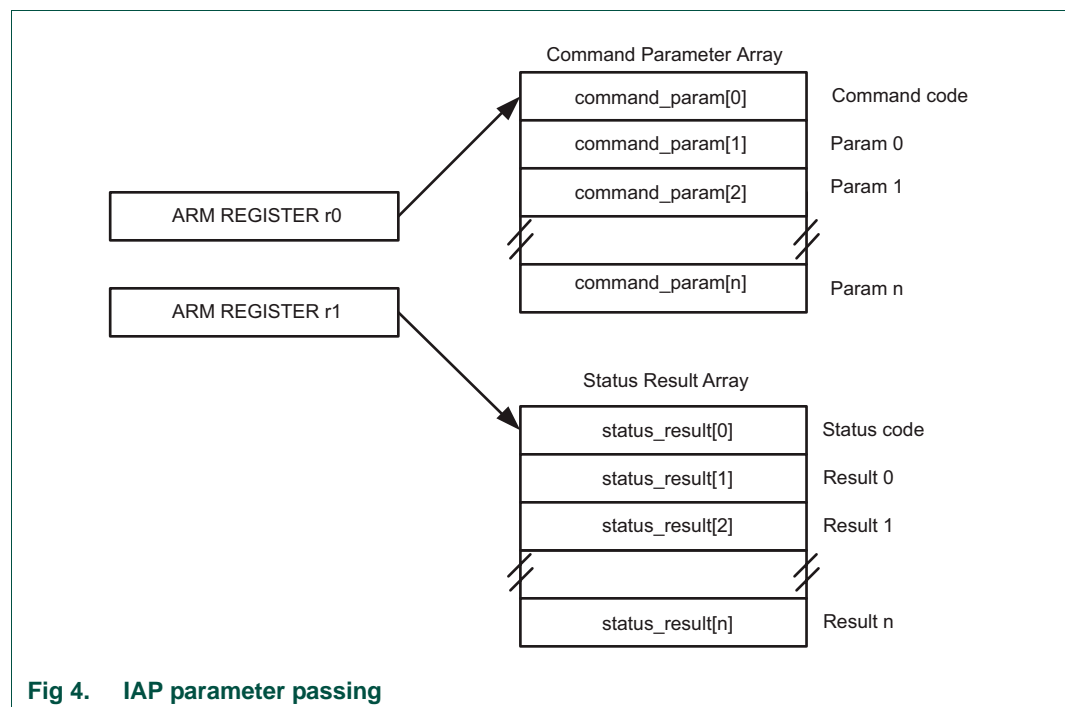 Command Parameter Array
command_param[0] Command code
command_param[1] Param 0
command_param[2] Param 1
ARM REGISTER r0
command_param[n] Param n
ARM REGISTER r1
Status Result Array
status_result[0] Status code
status_result[1] Result 0
status_result[2] Result 1
status_result[n] Result n
Fig 4. IAP parameter passing